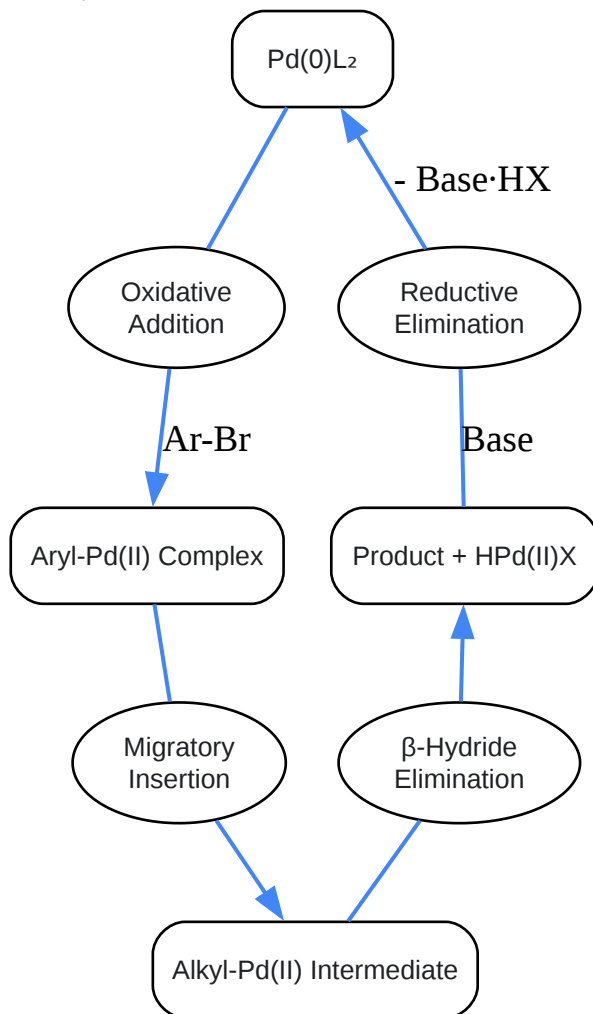 Pd(0)L₂
- Base·HX
Oxidative
Addition
Reductive
Elimination
Ar-Br
Base
Aryl-Pd(II) Complex
Product + HPd(II)X
Migratory
Insertion
β-Hydride
Elimination
Alkyl-Pd(II) Intermediate